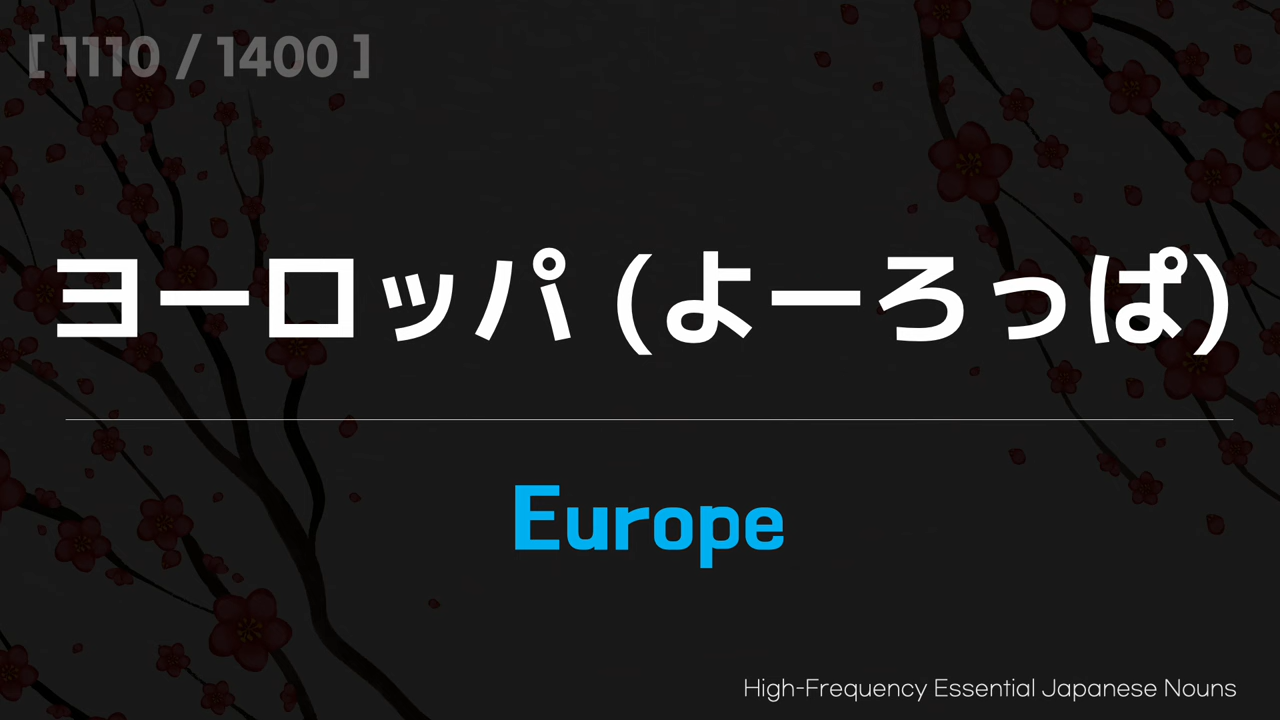 [ 1110 / 1400 ]
ヨーロッパ (よーろっぱ)
Europe
High-Frequency Essential Japanese Nouns